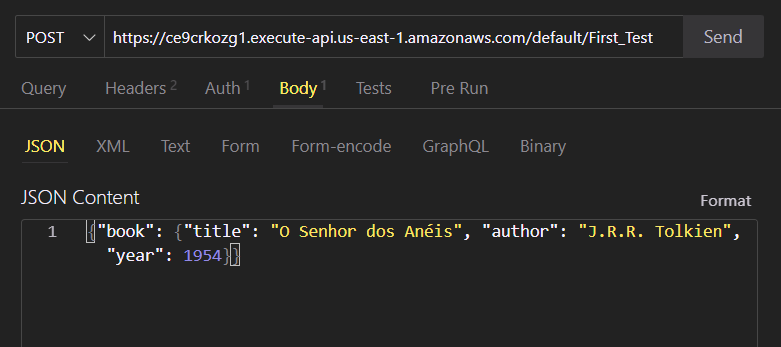 POST https://ce9crkozg1.execute-api.us-east-1.amazonaws.com/default/First_Test Send
Query Headers 2 Auth 1 Body 1 Tests Pre Run
JSON XML Text Form Form-encode GraphQL Binary
JSON Content Format
1 {"book": {"title": "O Senhor dos Anéis", "author": "J.R.R. Tolkien",
"year": 1954}}